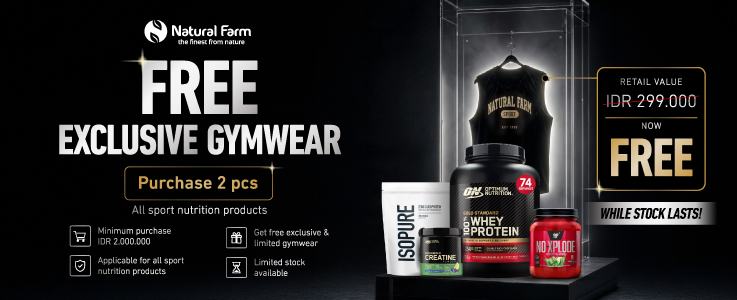 Natural Farm
the finest from nature
FREE
EXCLUSIVE GYMWEAR
Purchase 2 pcs
All sport nutrition products
Minimum purchase
IDR 2.000.000
Get free exclusive &
limited gymwear
Applicable for all sport
nutrition products
Limited stock
available
NATURAL FARM
SPORT
ISOPURE
ON
OPTIMUM
NUTRITION.
74
GOLD STANDARD
100% WHEY
PROTEIN
CREATINE
BSN
NO XPLODE
RETAIL VALUE
IDR 299.000
NOW
FREE
WHILE STOCK LASTS!